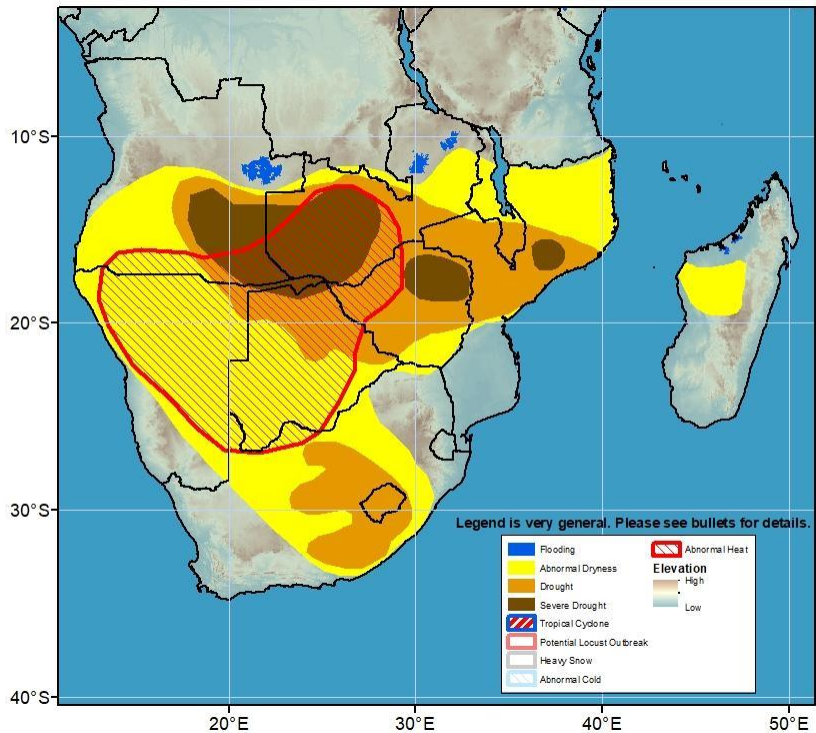 10°S
20°S
30°S
Legend is very general. Please see bullets for details.
Flooding
Abnormal Heat
Abnormal Dryness
Elevation
Drought
High
Severe Drought
Low
Tropical Cyclone
Potential Locust Outbreak
Heavy Snow
Abnormal Cold
40°S
20°E
30°E
40°E
50°E